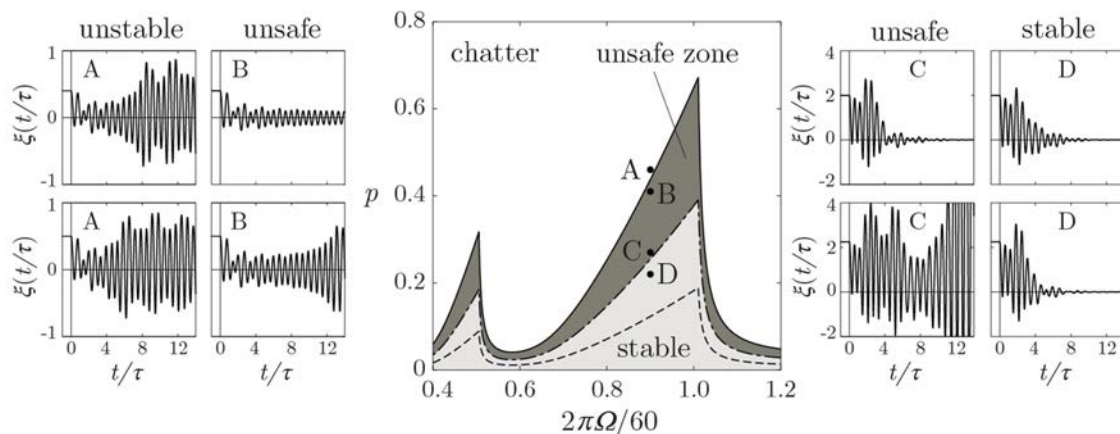 unstable unsafe
A B
ξ(t/τ)
1
0
-1
A B
ξ(t/τ)
1
0
-1
0 4 8 12 0 4 8 12
t/τ t/τ
0.8
0.6
0.4
0.2
0
p
chatter
unsafe zone
A
B
C
D
stable
0.4 0.6 0.8 1.0 1.2
2πΩ/60
unsafe stable
C D
ξ(t/τ)
4
2
0
-2
C D
ξ(t/τ)
4
2
0
-2
0 4 8 12 0 4 8 12
t/τ t/τ